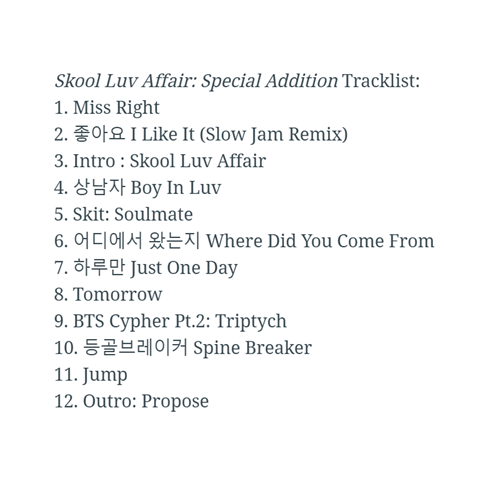 Skool Luv Affair: Special Addition Tracklist:
1. Miss Right
2. 좋아요 I Like It (Slow Jam Remix)
3. Intro : Skool Luv Affair
4. 상남자 Boy In Luv
5. Skit: Soulmate
6. 어디에서 왔는지 Where Did You Come From
7. 하루만 Just One Day
8. Tomorrow
9. BTS Cypher Pt.2: Triptych
10. 등골브레이커 Spine Breaker
11. Jump
12. Outro: Propose